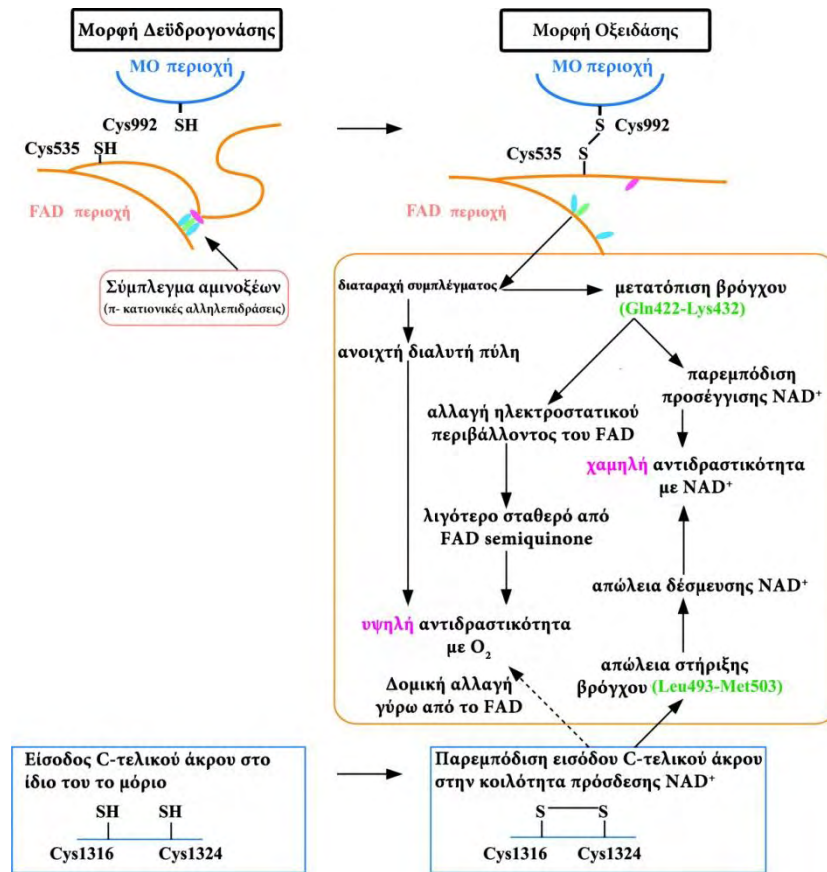 Μορφή Δεϋδρογονάσης
ΜΟ περιοχή
Cys992
SH
Cys535
SH
FAD περιοχή
Σύμπλεγμα αμινοξέων
(π- κατιονικές αλληλεπιδράσεις)
Μορφή Οξειδάσης
ΜΟ περιοχή
S
Cys992
Cys535
S
FAD περιοχή
διαταραχή συμπλέγματος
μετατόπιση βρόγχου
(Gln422-Lys432)
ανοιχτή διαλυτή πύλη
παρεμπόδιση
προσέγγισης NAD⁺
αλλαγή ηλεκτροστατικού
περιβάλλοντος του FAD
χαμηλή αντιδραστικότητα
με NAD⁺
λιγότερο σταθερό από
FAD semiquinone
απώλεια δέσμευσης NAD⁺
υψηλή αντιδραστικότητα
με O₂
απώλεια στήριξης
βρόγχου (Leu493-Met503)
Δομική αλλαγή
γύρω από το FAD
Είσοδος C-τελικού άκρου στο
ίδιο του το μόριο
SH SH
Cys1316 Cys1324
Παρεμπόδιση εισόδου C-τελικού άκρου
στην κοιλότητα πρόσδεσης NAD⁺
S S
Cys1316 Cys1324